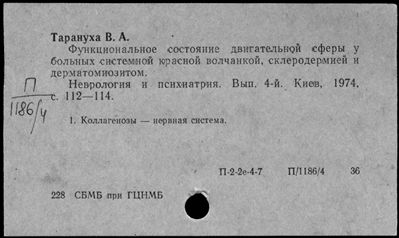 Тарануха В. А.
Функциональное состояние двигательной сферы у
больных системной красной волчанкой, склеродермией и
дерматомиозитом.
Неврология и психиатрия. Вып. 4-й. Киев, 1974,
с. 112—114.
П
1186/4
1. Коллагенозы — нервная система.
П-2-2е-4-7 П/1186/4 36
228 СБМБ при ГЦНМБ